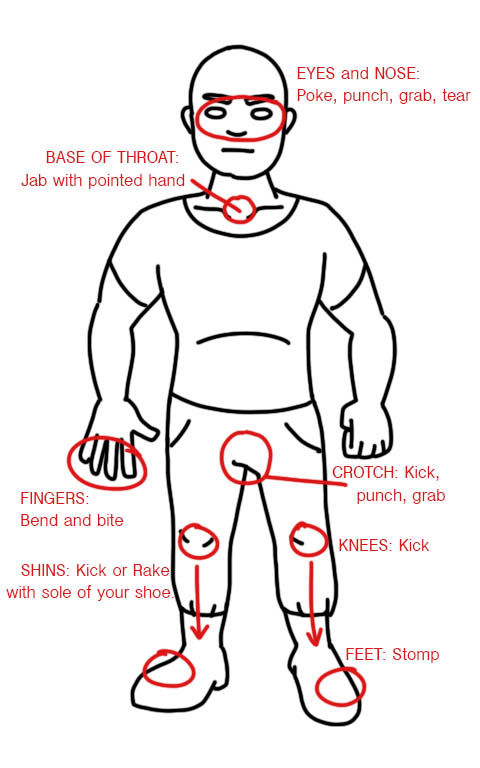 EYES and NOSE:
Poke, punch, grab, tear
BASE OF THROAT:
Jab with pointed hand
CROTCH: Kick,
punch, grab
FINGERS:
Bend and bite
KNEES: Kick
SHINS: Kick or Rake
with sole of your shoe.
FEET: Stomp